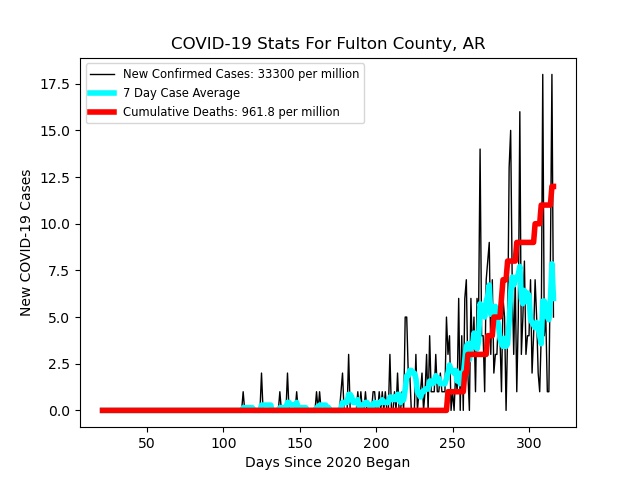 COVID-19 Stats For Fulton County, AR
New Confirmed Cases: 33300 per million
7 Day Case Average
Cumulative Deaths: 961.8 per million
17.5
15.0
12.5
10.0
7.5
5.0
2.5
0.0
New COVID-19 Cases
50 100 150 200 250 300
Days Since 2020 Began